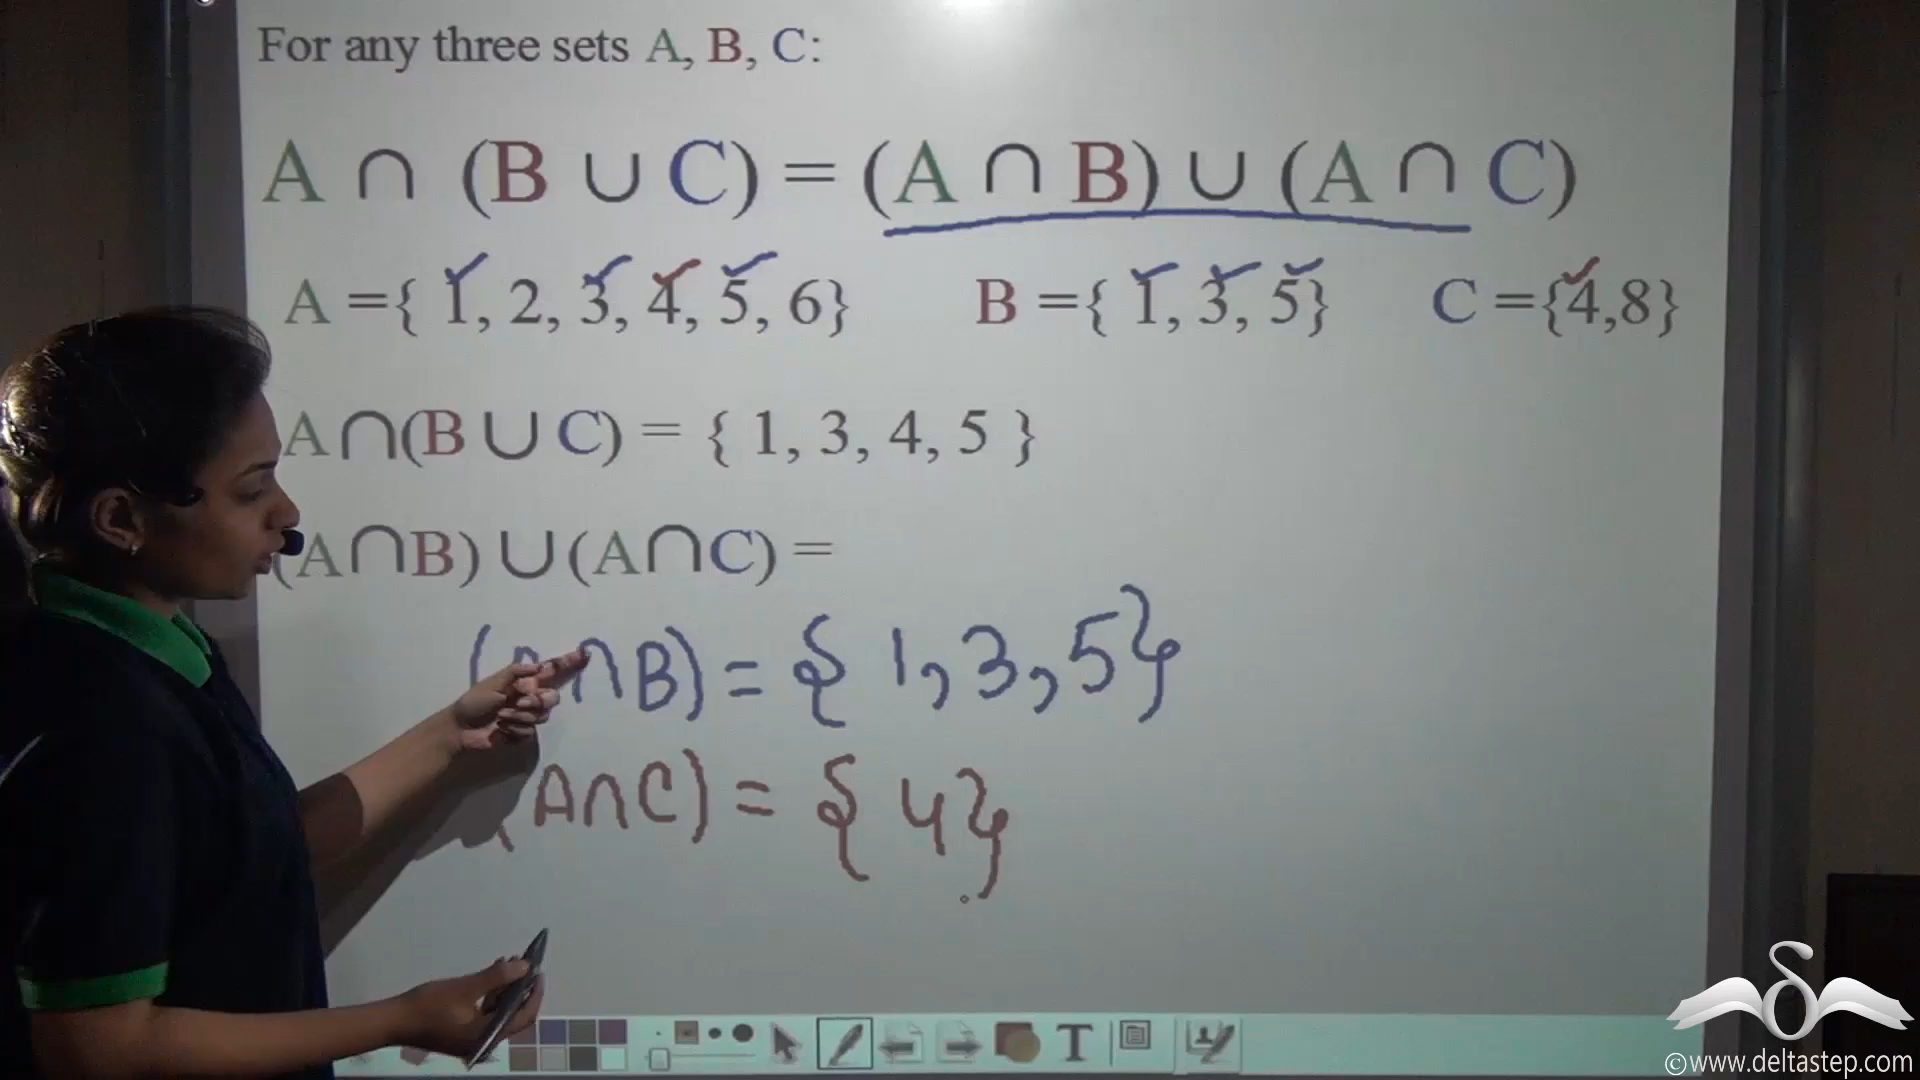 For any three sets A, B, C:
A ∩ (B ∪ C) = (A ∩ B) ∪ (A ∩ C)
A ={ 1, 2, 3, 4, 5, 6} B ={ 1, 3, 5} C ={4,8}
A∩(B ∪ C) = { 1, 3, 4, 5 }
(A∩B) ∪ (A∩C) =
(A∩B) = { 1, 3, 5}
(A∩C) = { 4}
T
©www.deltastep.com